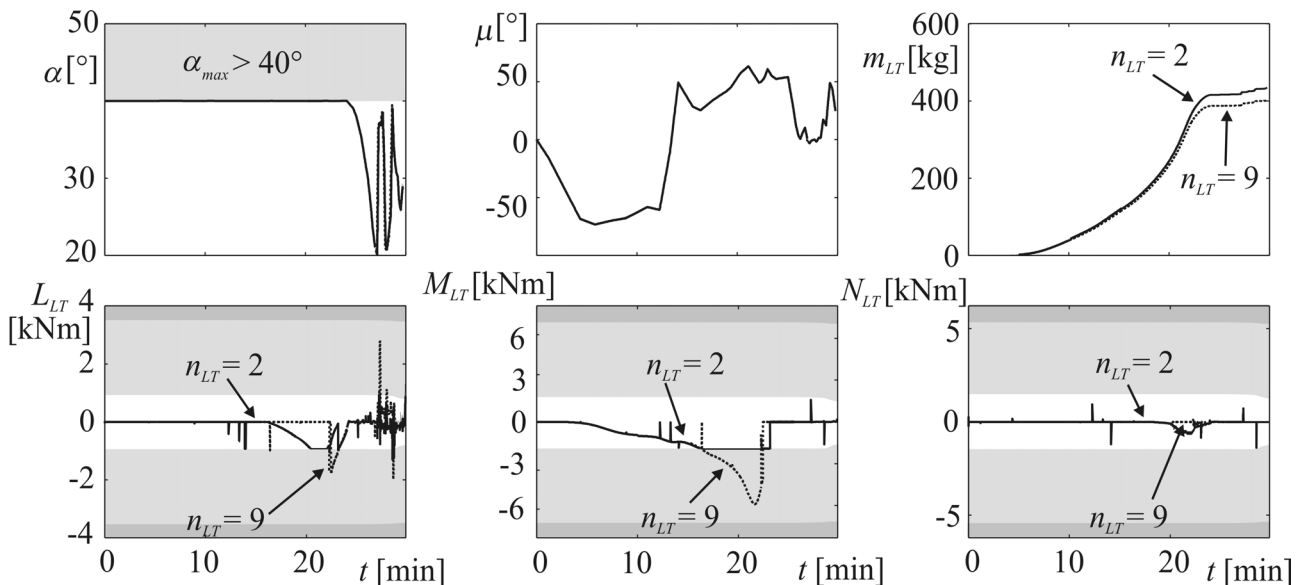 50
α[°]
α_max > 40°
30
20
μ[°]
50
0
-50
600
m_LT[kg]
n_LT = 2
400
n_LT = 9
200
0
L_LT
4
[kNm]
2
n_LT = 2
0
-2
n_LT = 9
-4
0
10
20
t [min]
M_LT[kNm]
6
3
n_LT = 2
0
-3
n_LT = 9
-6
0
10
20
t [min]
N_LT[kNm]
5
n_LT = 2
0
n_LT = 9
-5
0
10
20
t [min]